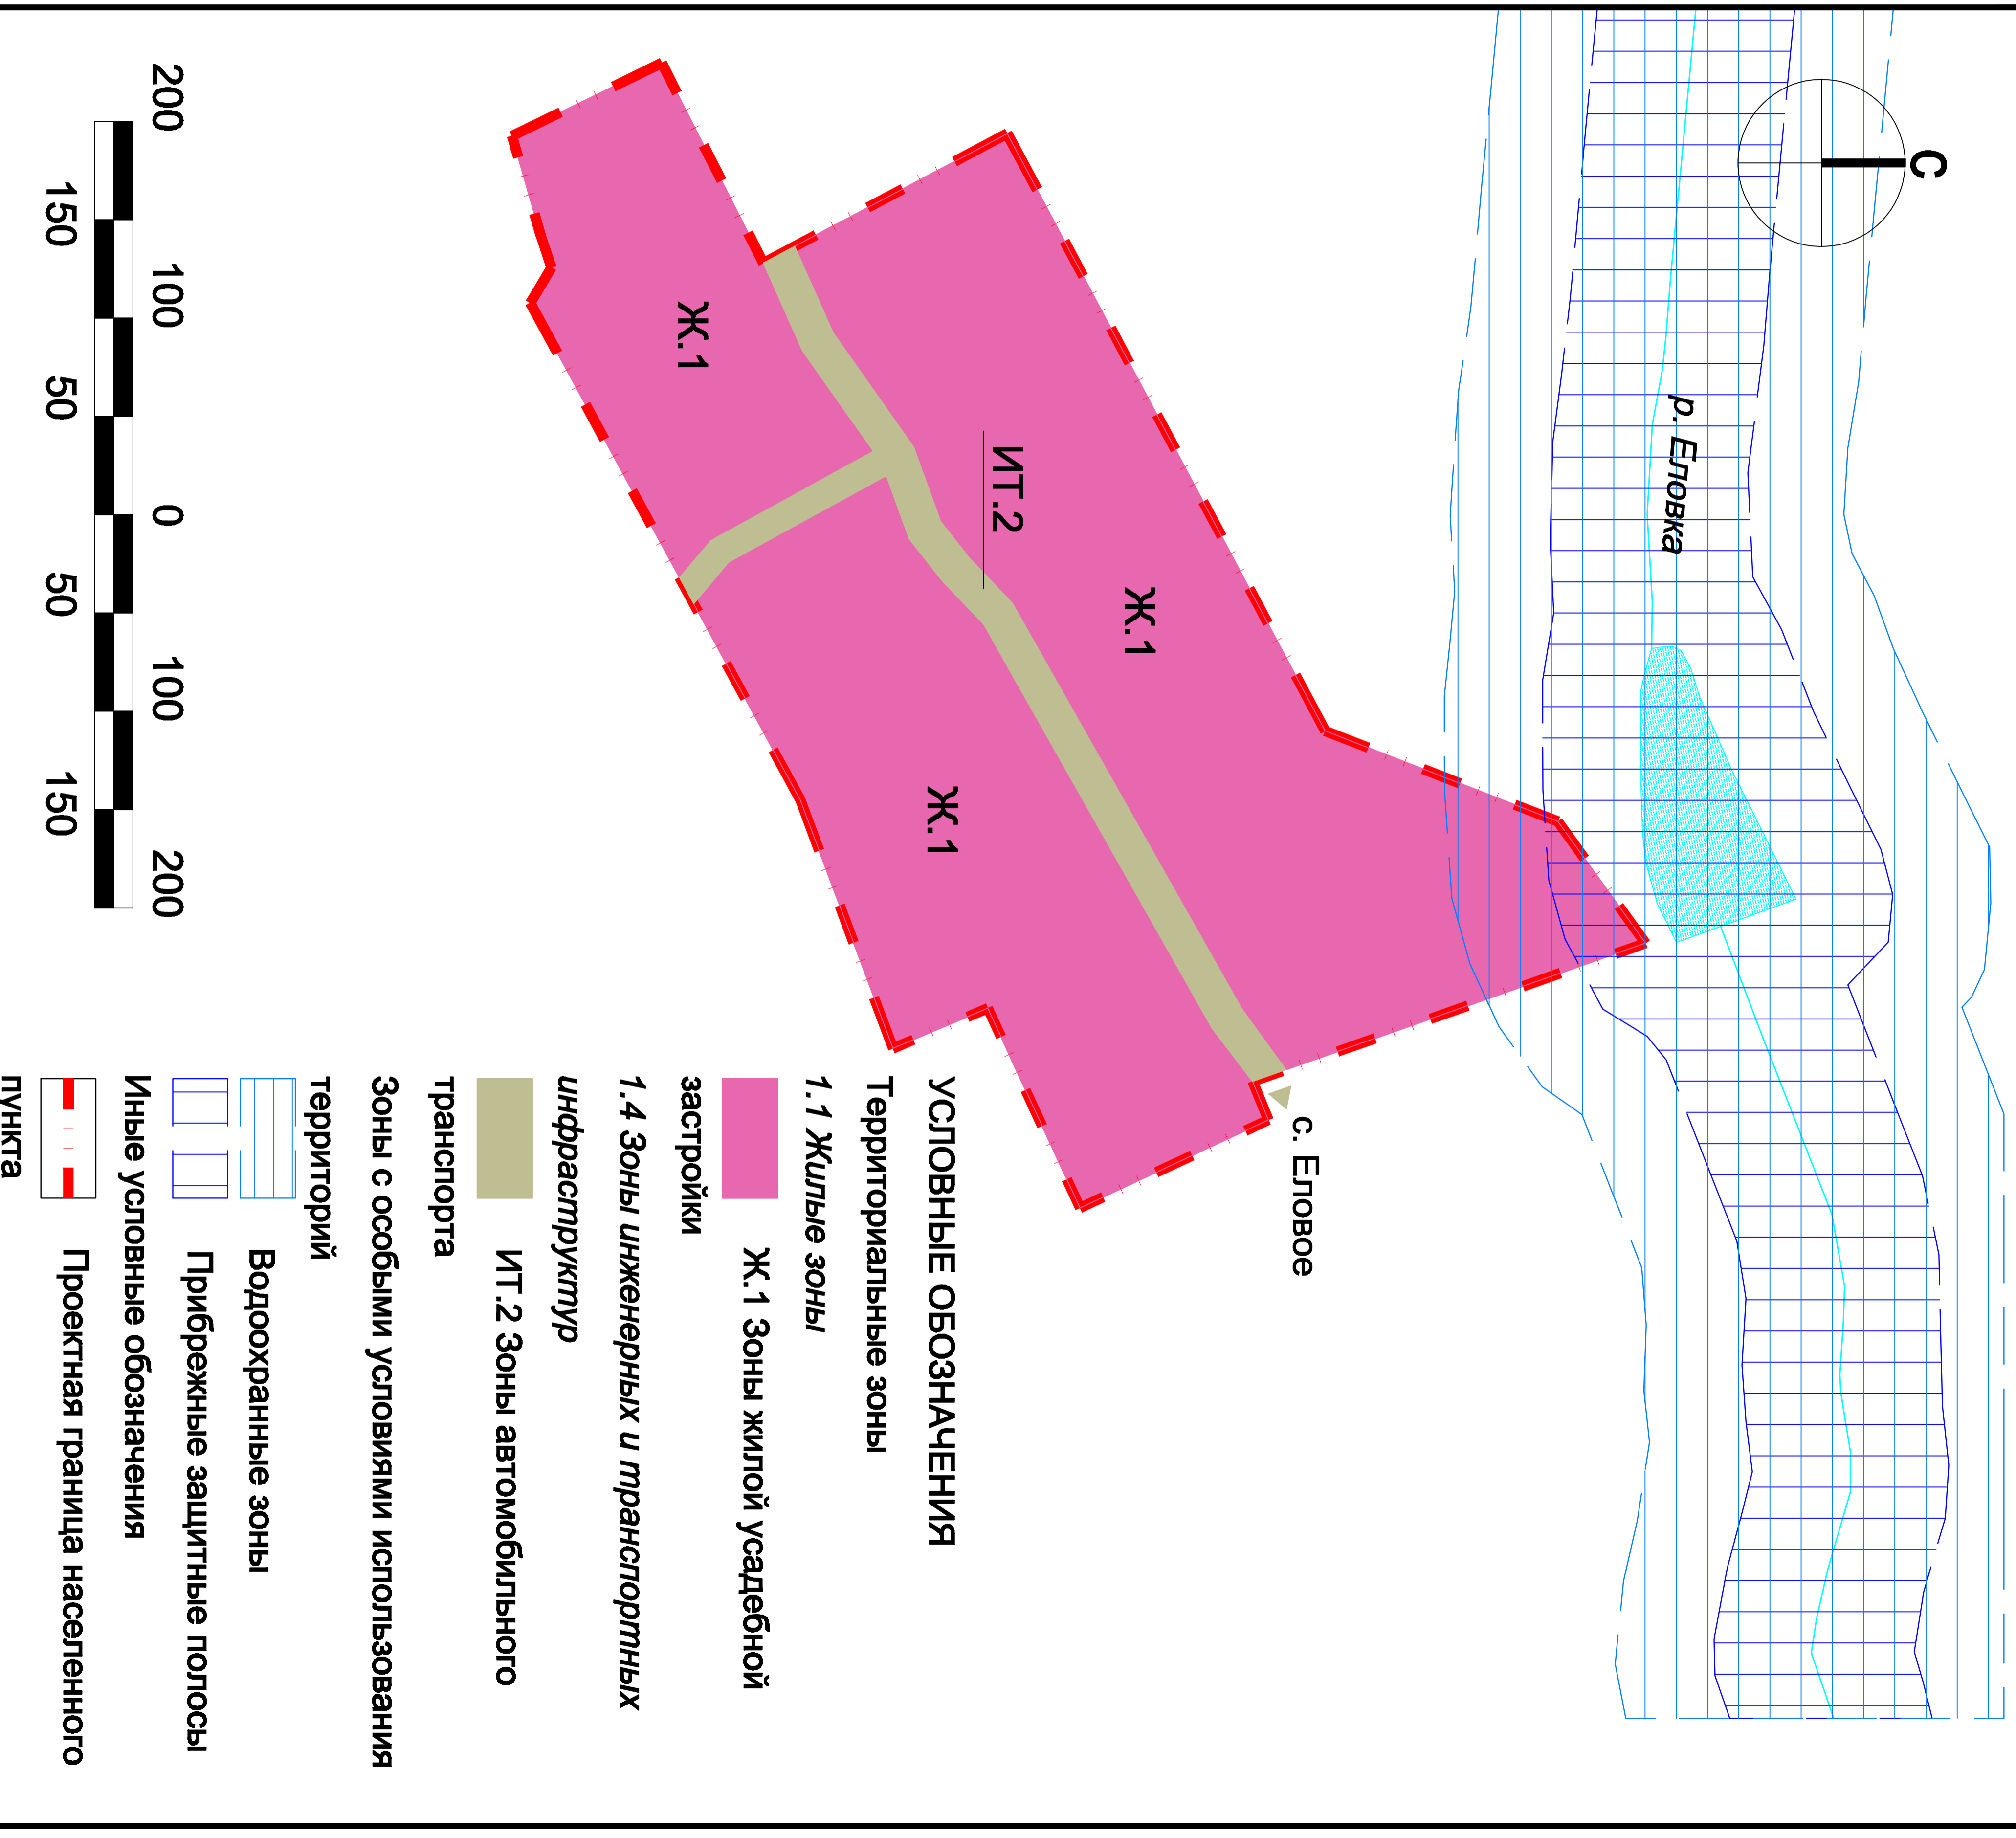 С
р. Еловка
Ж.1
ИТ.2
Ж.1
Ж.1
с. Еловое
УСЛОВНЫЕ ОБОЗНАЧЕНИЯ
Территориальные зоны
1.1 Жилые зоны
Ж.1 Зоны жилой усадебной
застройки
1.4 Зоны инженерных и транспортных
инфраструктур
ИТ.2 Зоны автомобильного
транспорта
Зоны с особыми условиями использования
территорий
Водоохранные зоны
Прибрежные защитные полосы
Иные условные обозначения
Проектная граница населенного
пункта
200 100 0 100 200
150 50 50 150